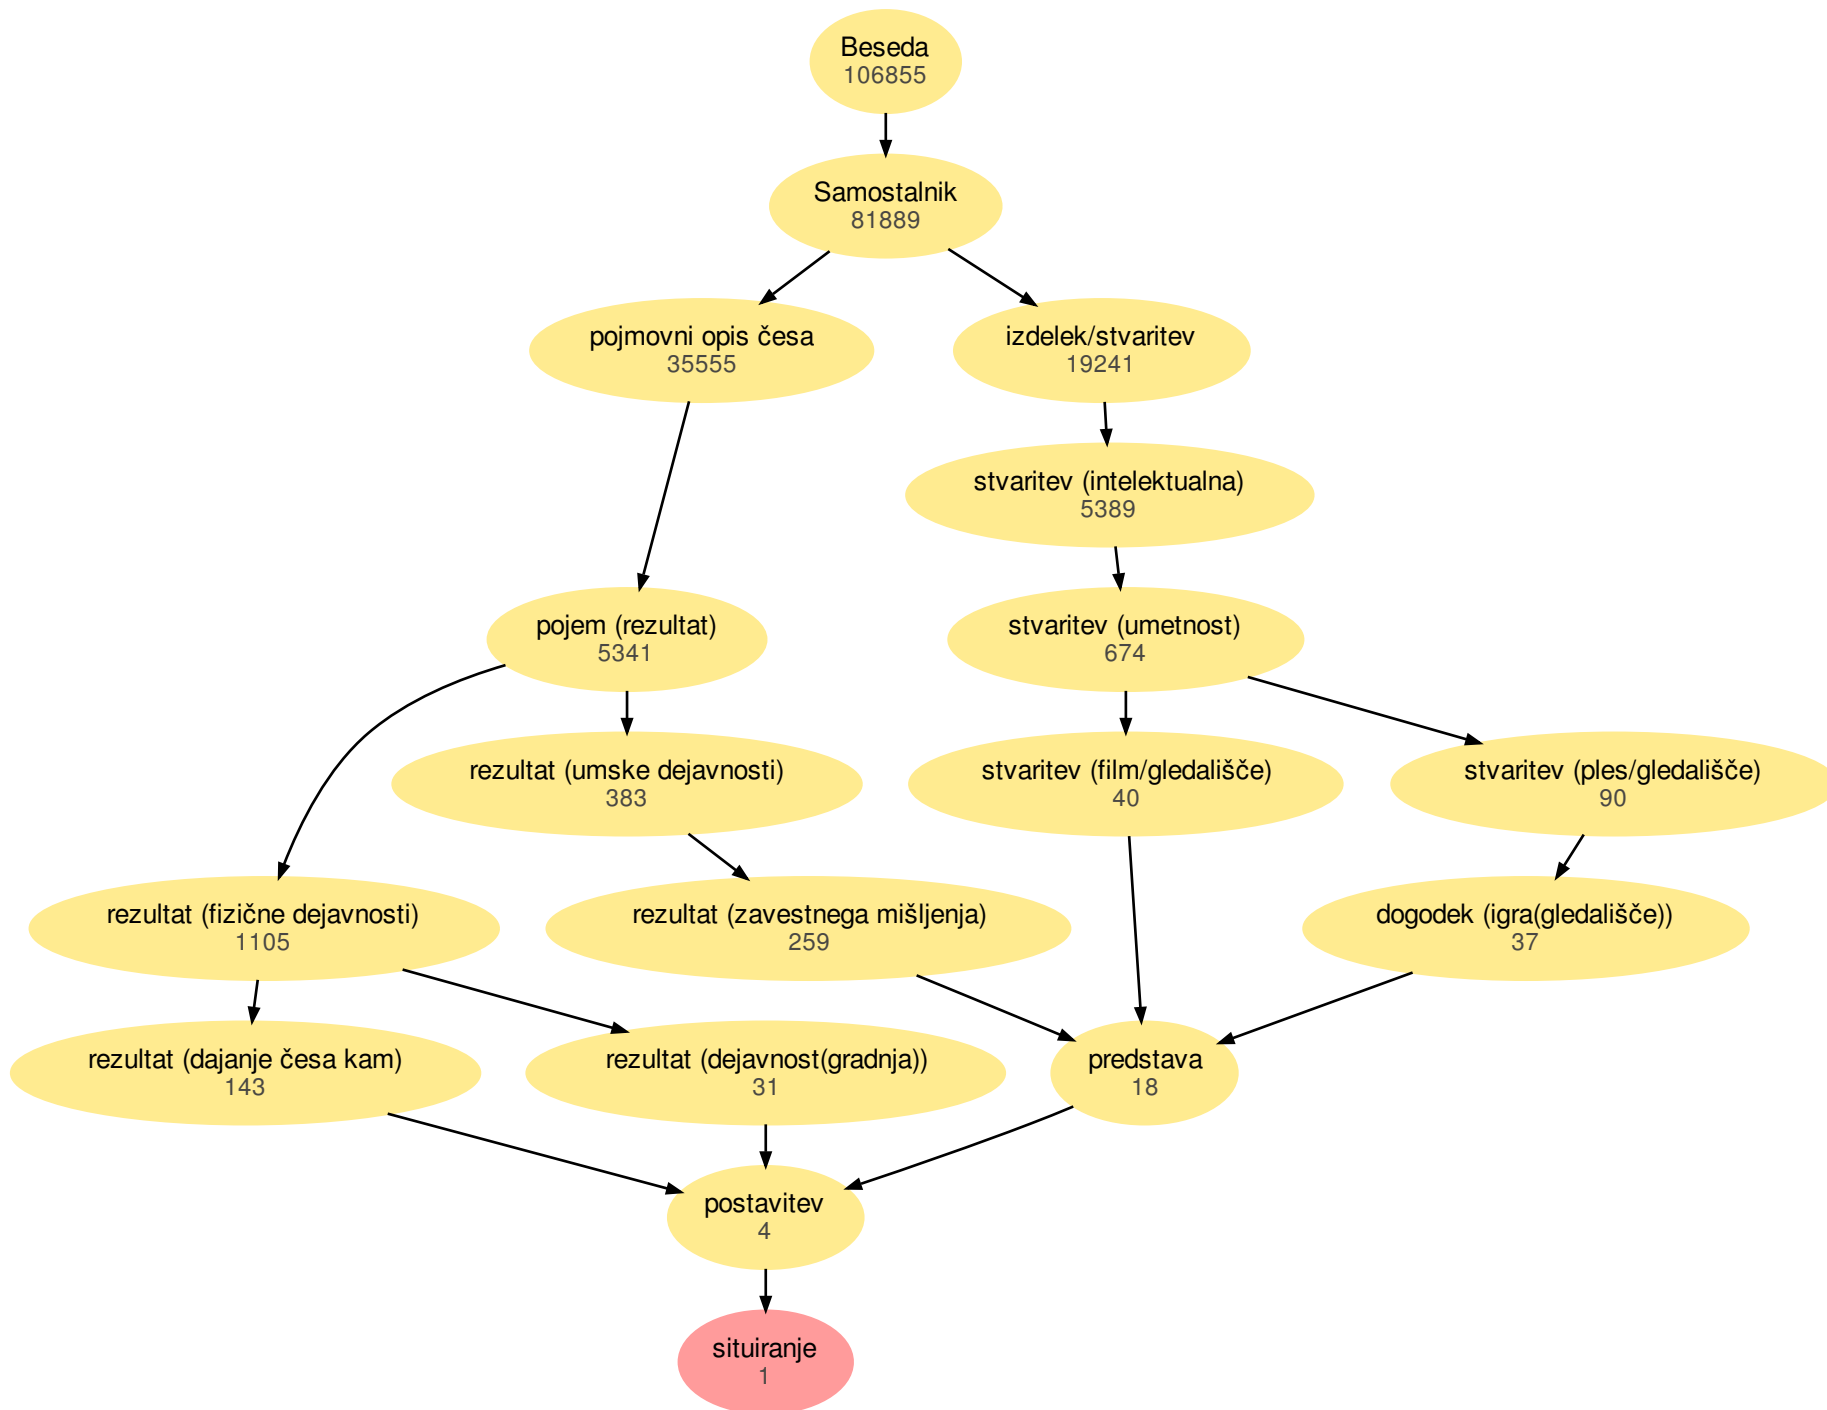 Beseda
106855
Samostalnik
81889
pojmovni opis česa
35555
izdelek/stvaritev
19241
stvaritev (intelektualna)
5389
pojem (rezultat)
5341
stvaritev (umetnost)
674
rezultat (umske dejavnosti)
383
stvaritev (film/gledališče)
40
stvaritev (ples/gledališče)
90
rezultat (fizične dejavnosti)
1105
rezultat (zavestnega mišljenja)
259
dogodek (igra(gledališče))
37
rezultat (dajanje česa kam)
143
rezultat (dejavnost(gradnja))
31
predstava
18
postavitev
4
situiranje
1